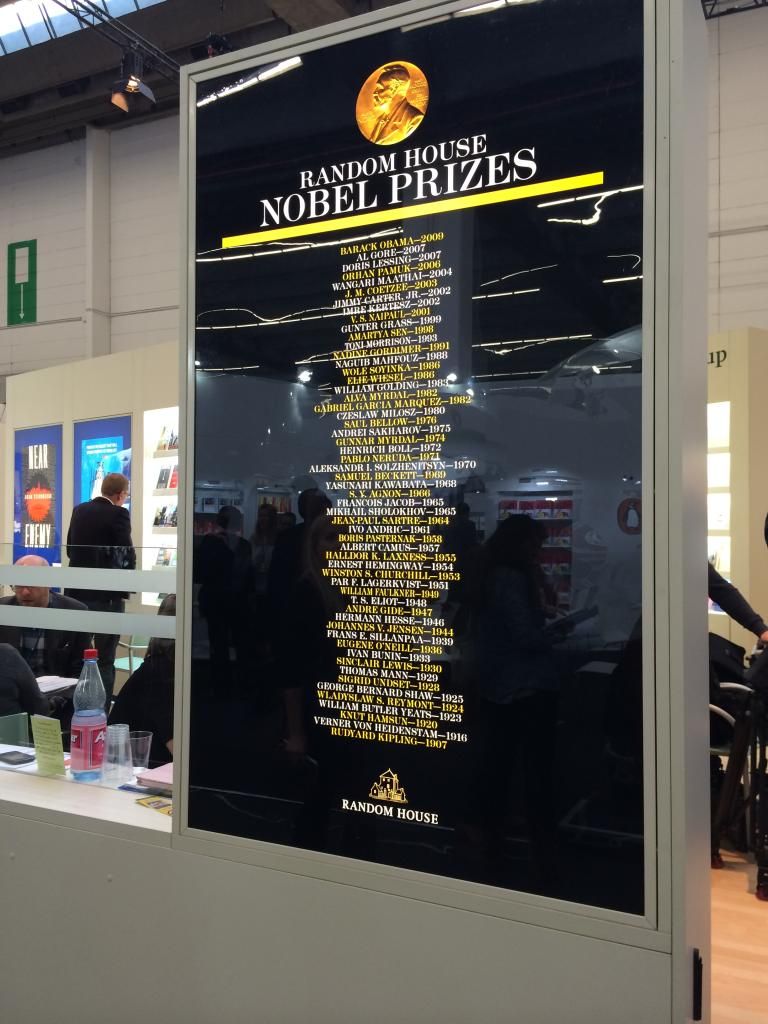 RANDOM HOUSE
NOBEL PRIZES
BARACK OBAMA—2009
AL GORE—2007
DORIS LESSING—2007
ORHAN PAMUK—2006
WANGARI MAATHAI—2004
J. M. COETZEE—2003
JIMMY CARTER, JR.—2002
IMRE KERTESZ—2002
V. S. NAIPAUL—2001
GUNTER GRASS—1999
AMARTYA SEN—1998
TONI MORRISON—1993
NADINE GORDIMER—1991
NAGUIB MAHFOUZ—1988
WOLE SOYINKA—1986
ELIE WIESEL—1986
WILLIAM GOLDING—1983
ALVA MYRDAL—1982
GABRIEL GARCIA MARQUEZ—1982
CZESLAW MILOSZ—1980
SAUL BELLOW—1976
ANDREI SAKHAROV—1975
GUNNAR MYRDAL—1974
HEINRICH BOLL—1972
PABLO NERUDA—1971
ALEKSANDR I. SOLZHENITSYN—1970
SAMUEL BECKETT—1969
YASUNARI KAWABATA—1968
S. Y. AGNON—1966
FRANCOIS JACOB—1965
MIKHAIL SHOLOKHOV—1965
JEAN-PAUL SARTRE—1964
IVO ANDRIC—1961
BORIS PASTERNAK—1958
ALBERT CAMUS—1957
HALLDOR K. LAXNESS—1955
ERNEST HEMINGWAY—1954
WINSTON S. CHURCHILL—1953
PAR F. LAGERKVIST—1951
WILLIAM FAULKNER—1949
T. S. ELIOT—1948
ANDRE GIDE—1947
HERMANN HESSE—1946
JOHANNES V. JENSEN—1944
FRANS E. SILLANPAA—1939
EUGENE O'NEILL—1936
IVAN BUNIN—1933
SINCLAIR LEWIS—1930
THOMAS MANN—1929
SIGRID UNDSET—1928
GEORGE BERNARD SHAW—1925
WLADYSLAW S. REYMONT—1924
WILLIAM BUTLER YEATS—1923
KNUT HAMSUN—1920
VERNER VON HEIDENSTAM—1916
RUDYARD KIPLING—1907
RANDOM HOUSE
NEAR
ENEMY
up